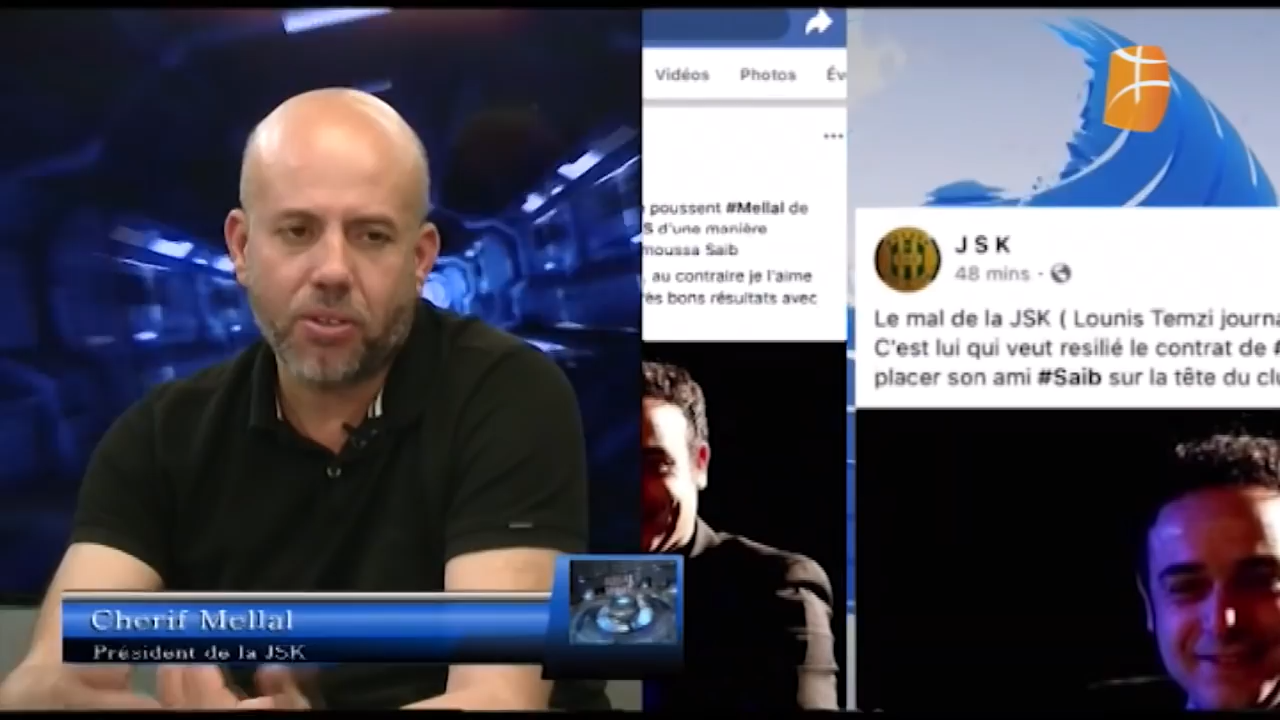 Vidéos Photos Év
poussent #Mellal de
S d'une manière
moussa Saib
, au contraire je l'aime
ès bons résultats avec
J S K
48 mins ·
Le mal de la JSK ( Lounis Temzi journa
C'est lui qui veut resilié le contrat de #
placer son ami #Saib sur la tête du clu
Cherif Mellal
Président de la JSK